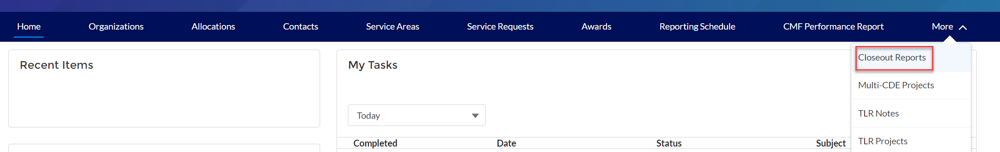 Home Organizations Allocations Contacts Service Areas Service Requests Awards Reporting Schedule CMF Performance Report More
Recent Items
My Tasks
Today
Completed Date Status Subject
Closeout Reports
Multi-CDE Projects
TLR Notes
TLR Projects